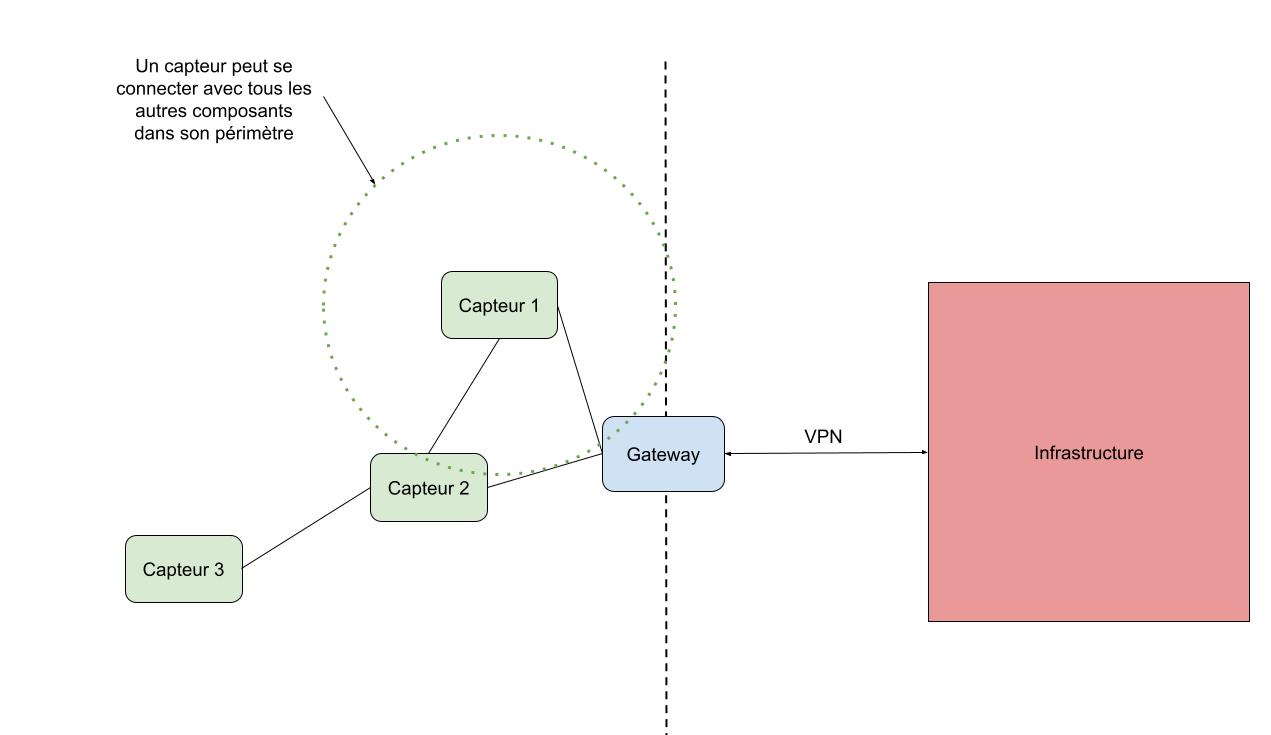 Un capteur peut se
connecter avec tous les
autres composants
dans son périmètre
Capteur 1
Capteur 2
Capteur 3
Gateway
VPN
Infrastructure